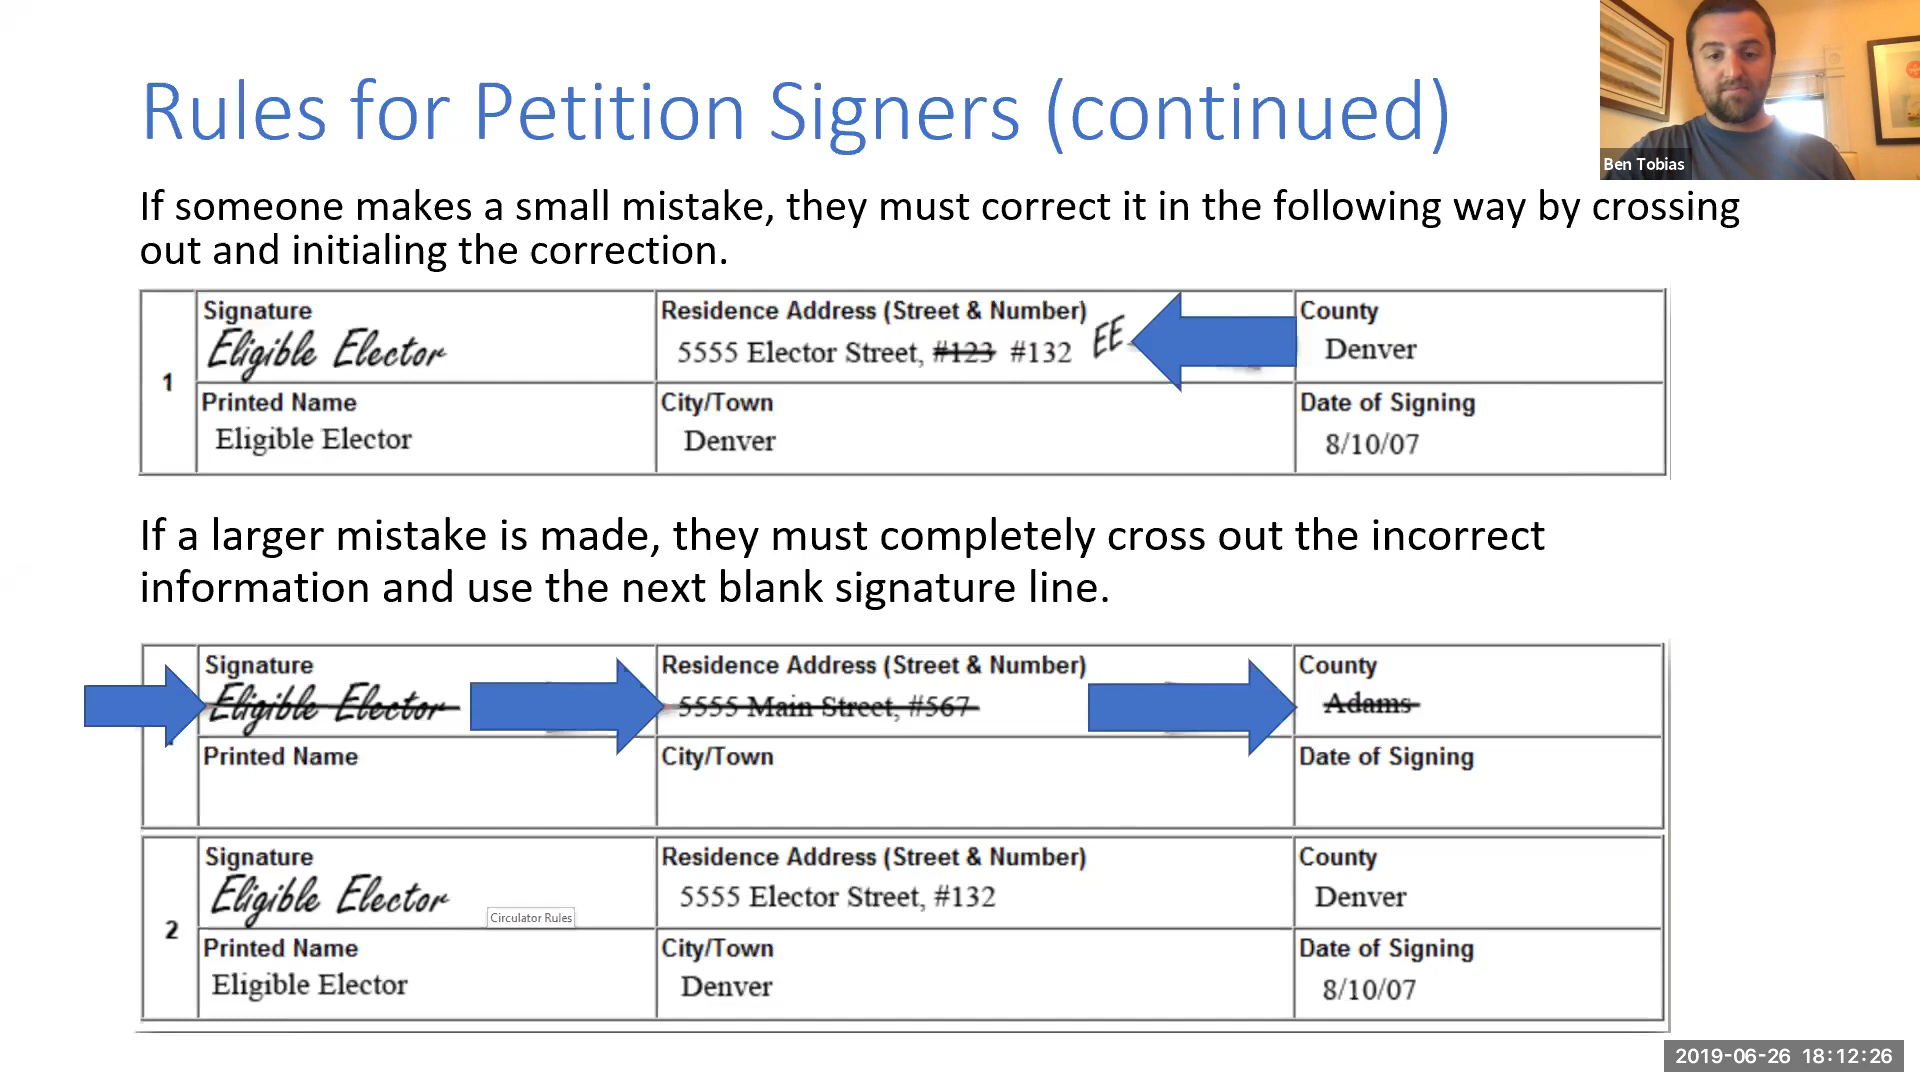 Rules for Petition Signers (continued)
Ben Tobias
If someone makes a small mistake, they must correct it in the following way by crossing
out and initialing the correction.
1
Signature
Eligible Elector
Residence Address (Street & Number)
5555 Elector Street, #123 #132 EE
County
Denver
Printed Name
Eligible Elector
City/Town
Denver
Date of Signing
8/10/07
If a larger mistake is made, they must completely cross out the incorrect
information and use the next blank signature line.
Signature
Eligible Elector
Residence Address (Street & Number)
5555 Main Street, #567
County
Adams
Printed Name
City/Town
Date of Signing
2
Signature
Eligible Elector
Circulator Rules
Residence Address (Street & Number)
5555 Elector Street, #132
County
Denver
Printed Name
Eligible Elector
City/Town
Denver
Date of Signing
8/10/07
2019-06-26 18:12:26